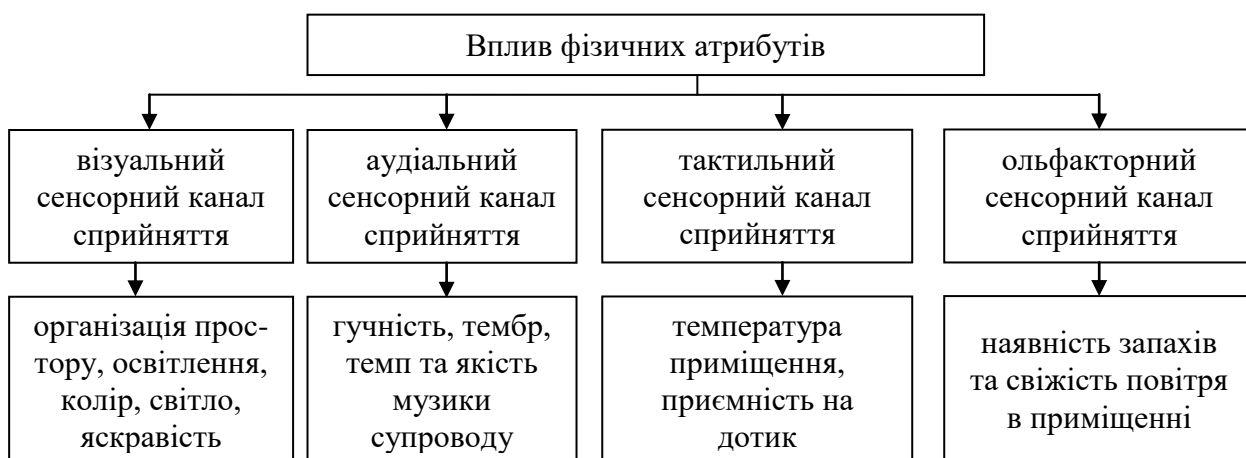 Вплив фізичних атрибутів
візуальний
сенсорний канал
сприйняття
аудіальний
сенсорний канал
сприйняття
тактильний
сенсорний канал
сприйняття
ольфакторний
сенсорний канал
сприйняття
організація прос-
тору, освітлення,
колір, світло,
яскравість
гучність, тембр,
темп та якість
музики
супроводу
температура
приміщення,
приємність на
дотик
наявність запахів
та свіжість повітря
в приміщенні